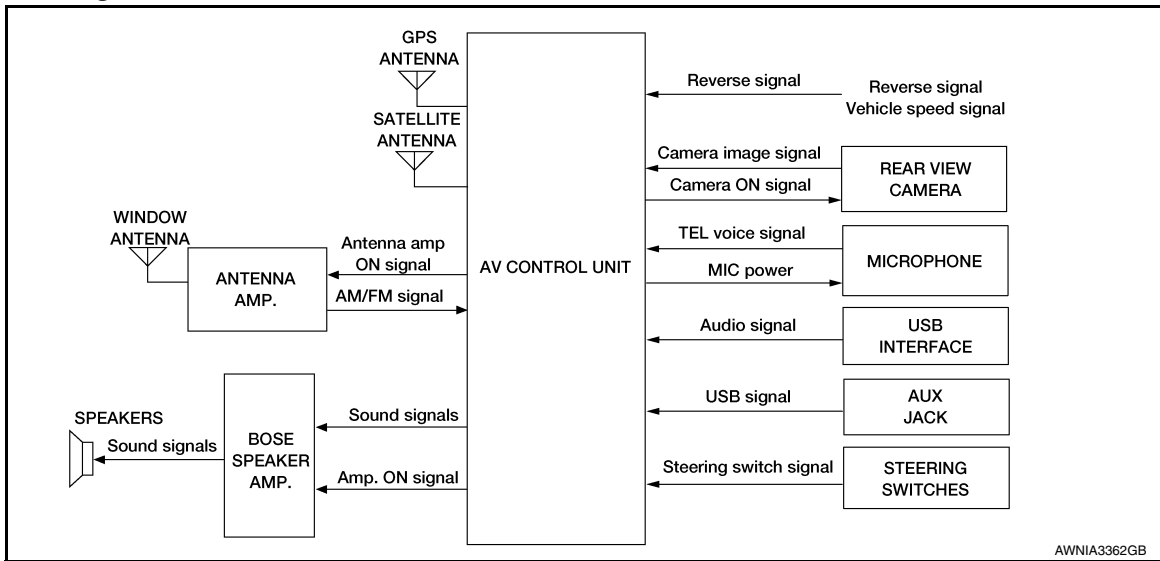 GPS
ANTENNA
SATELLITE
ANTENNA
WINDOW
ANTENNA
ANTENNA
AMP.
Antenna amp
ON signal
AM/FM signal
SPEAKERS
Sound signals
BOSE
SPEAKER
AMP.
Sound signals
Amp. ON signal
AV CONTROL UNIT
Reverse signal
Reverse signal
Vehicle speed signal
Camera image signal
Camera ON signal
REAR VIEW
CAMERA
TEL voice signal
MIC power
MICROPHONE
Audio signal
USB
INTERFACE
USB signal
AUX
JACK
Steering switch signal
STEERING
SWITCHES
AWNIA3362GB